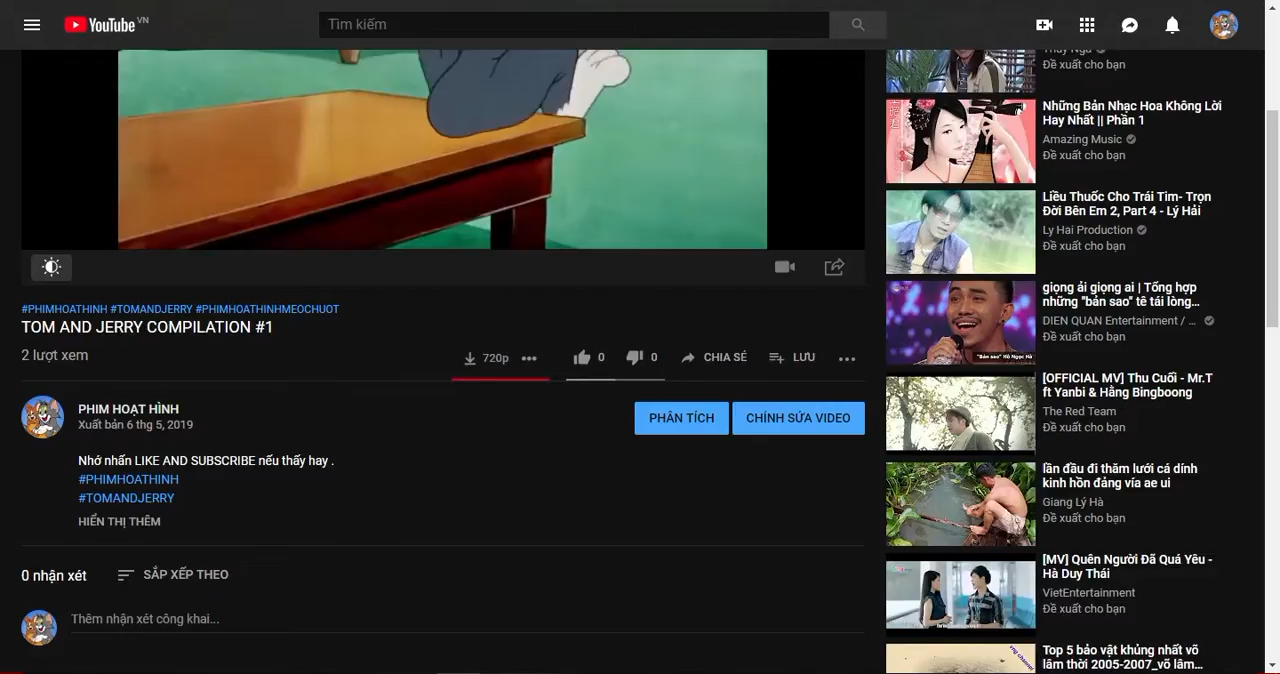 YouTube VN
Tìm kiếm
#PHIMHOATHINH #TOMANDJERRY #PHIMHOATHINHMEOCHUOT
TOM AND JERRY COMPILATION #1
2 lượt xem
720p
0
0
CHIA SẺ
LƯU
PHIM HOẠT HÌNH
Xuất bản 6 thg 5, 2019
PHÂN TÍCH
CHỈNH SỬA VIDEO
Nhớ nhấn LIKE AND SUBSCRIBE nếu thấy hay .
#PHIMHOATHINH
#TOMANDJERRY
HIỂN THỊ THÊM
0 nhận xét
SẮP XẾP THEO
Thêm nhận xét công khai...
Thúy Nga
Đề xuất cho bạn
Những Bản Nhạc Hoa Không Lời
Hay Nhất || Phần 1
Amazing Music
Đề xuất cho bạn
Liều Thuốc Cho Trái Tim- Trọn
Đời Bên Em 2, Part 4 - Lý Hải
Ly Hai Production
Đề xuất cho bạn
giọng ải giọng ai | Tổng hợp
những "bản sao" tê tái lòng...
DIEN QUAN Entertainment / ...
Đề xuất cho bạn
"Bản sao" Hồ Ngọc Hà
[OFFICIAL MV] Thu Cuối - Mr.T
ft Yanbi & Hằng Bingboong
The Red Team
Đề xuất cho bạn
lần đầu đi thăm lưới cá dính
kinh hồn đảng vía ae ui
Giang Lý Hà
Đề xuất cho bạn
[MV] Quên Người Đã Quá Yêu -
Hà Duy Thái
VietEntertainment
Đề xuất cho bạn
Top 5 bảo vật khủng nhất võ
lâm thời 2005-2007_võ lâm...